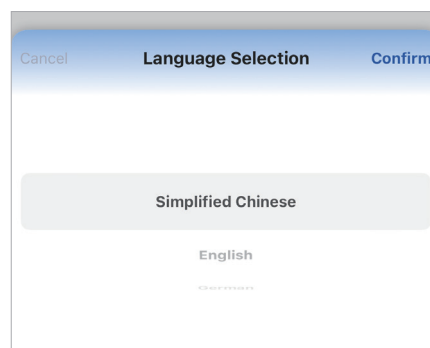 Cancel Language Selection Confirm
Simplified Chinese
English
German